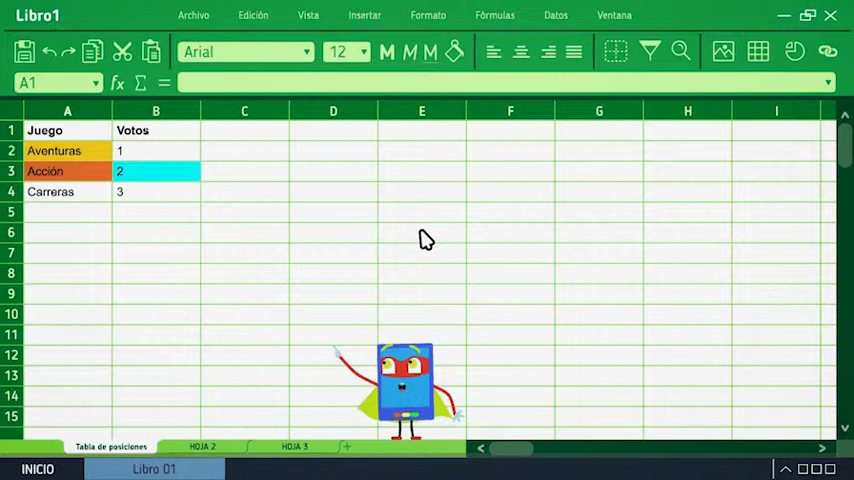 Libro1
Archivo Edición Vista Insertar Formato Fórmulas Datos Ventana
Arial 12 M M M
A1 fx Σ =
A B C D E F G H I
1 Juego Votos
2 Aventuras 1
3 Acción 2
4 Carreras 3
5
6
7
8
9
10
11
12
13
14
15
Tabla de posiciones HOJA 2 HOJA 3 +
INICIO Libro 01